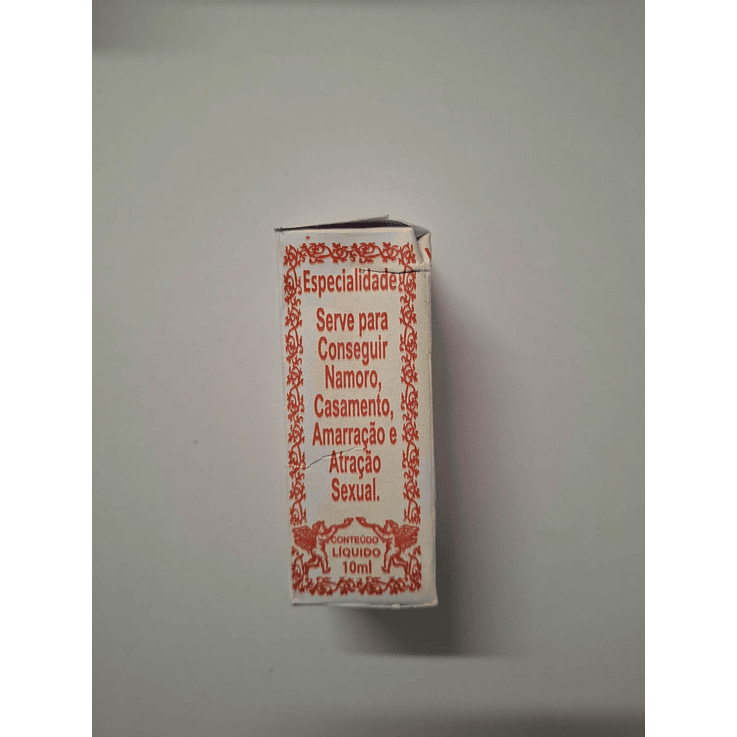 Especialidade
Serve para
Conseguir
Namoro,
Casamento,
Amarração e
Atração
Sexual.
CONTEÚDO
LÍQUIDO
10ml